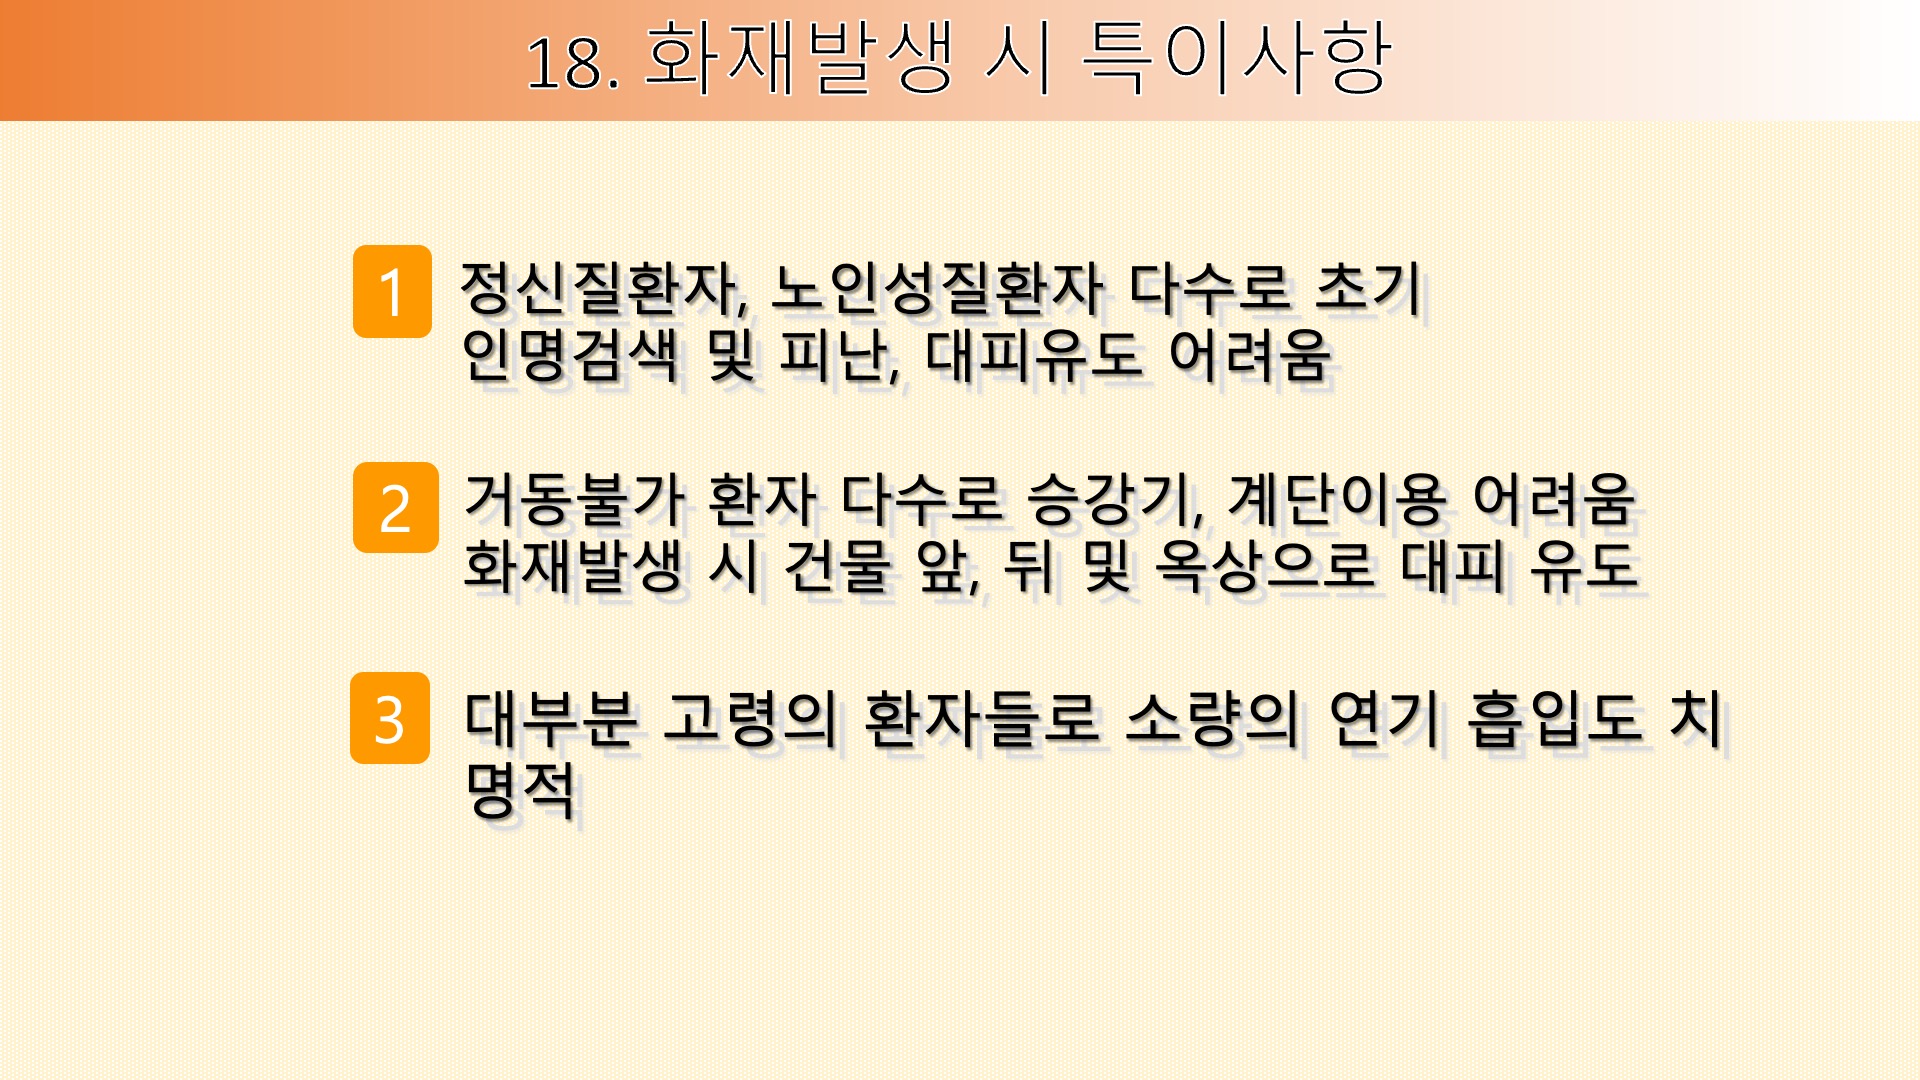 18. 화재발생 시 특이사항
1 정신질환자, 노인성질환자 다수로 초기
인명검색 및 피난, 대피유도 어려움
2 거동불가 환자 다수로 승강기, 계단이용 어려움
화재발생 시 건물 앞, 뒤 및 옥상으로 대피 유도
3 대부분 고령의 환자들로 소량의 연기 흡입도 치
명적